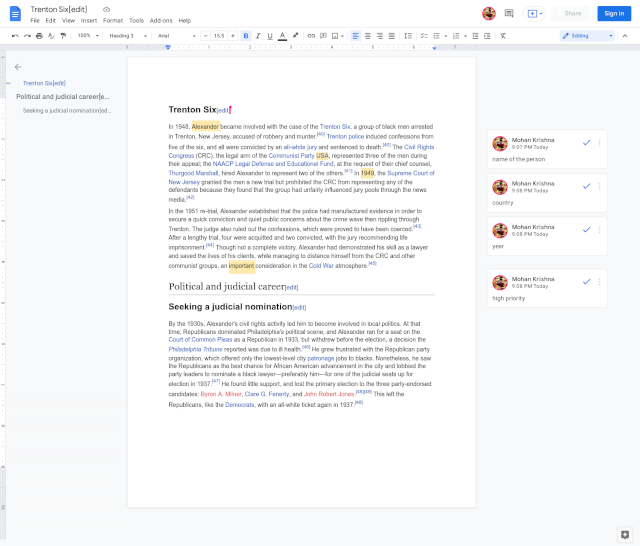 Trenton Six[edit]
File Edit View Insert Format Tools Add-ons Help
Share
Sign in
100% Heading 3 Arial 15.5 B I U A Editing
Trenton Six[edit]
Political and judicial career[e...
Seeking a judicial nomination[ed...
Trenton Six[edit]
In 1948, Alexander became involved with the case of the Trenton Six, a group of black men arrested
in Trenton, New Jersey, accused of robbery and murder.[40] Trenton police induced confessions from
five of the six, and all were convicted by an all-white jury and sentenced to death.[40] The Civil Rights
Congress (CRC), the legal arm of the Communist Party USA, represented three of the men during
their appeal; the NAACP Legal Defense and Educational Fund, at the request of their chief counsel,
Thurgood Marshall, hired Alexander to represent two of the others.[41] In 1949, the Supreme Court of
New Jersey granted the men a new trial but prohibited the CRC from representing any of the
defendants because they found that the group had unfairly influenced jury pools through the news
media.[42]
In the 1951 re-trial, Alexander established that the police had manufactured evidence in order to
secure a quick conviction and quiet public concerns about the crime wave then rippling through
Trenton. The judge also ruled out the confessions, which were proved to have been coerced.[43]
After a lengthy trial, four were acquitted and two convicted, with the jury recommending life
imprisonment.[44] Though not a complete victory, Alexander had demonstrated his skill as a lawyer
and saved the lives of his clients, while managing to distance himself from the CRC and other
communist groups, an important consideration in the Cold War atmosphere.[45]
Political and judicial career[edit]
Seeking a judicial nomination[edit]
By the 1930s, Alexander's civil rights activity led him to become involved in local politics. At that
time, Republicans dominated Philadelphia's political scene, and Alexander ran for a seat on the
Court of Common Pleas as a Republican in 1933, but withdrew before the election, a decision the
Philadelphia Tribune reported was due to ill health.[46] He grew frustrated with the Republican party
organization, which offered only the lowest-level city patronage jobs to blacks. Nonetheless, he saw
the Republicans as the best chance for African American advancement in the city and lobbied the
party leaders to nominate a black lawyer—preferably him—for one of the judicial seats up for
election in 1937.[47] He found little support, and lost the primary election to the three party-endorsed
candidates: Byron A. Milner, Clare G. Fenerty, and John Robert Jones.[48][49] This left the
Republicans, like the Democrats, with an all-white ticket again in 1937.[48]
Mohan Krishna
9:07 PM Today
name of the person
Mohan Krishna
9:08 PM Today
country
Mohan Krishna
9:08 PM Today
year
Mohan Krishna
9:08 PM Today
high priority